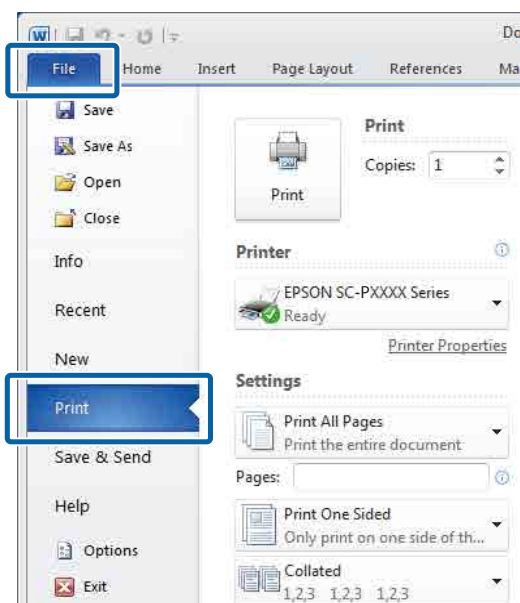 W
Do
File Home Insert Page Layout References Ma
Save
Save As
Open
Close
Info
Recent
New
Print
Save & Send
Help
Options
Exit
Print
Print
Copies: 1
Printer
EPSON SC-PXXXX Series
Ready
Printer Properties
Settings
Print All Pages
Print the entire document
Pages:
Print One Sided
Only print on one side of th...
Collated
1,2,3 1,2,3 1,2,3